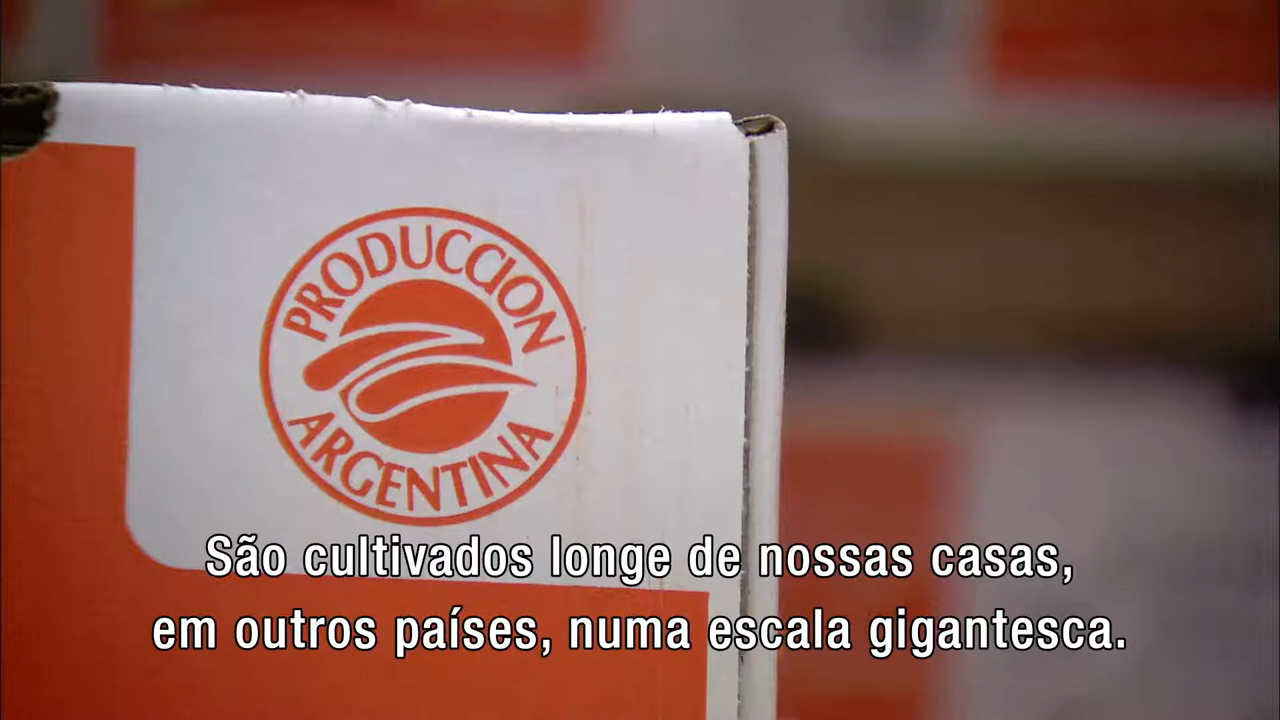 PRODUCCION
ARGENTINA
São cultivados longe de nossas casas,
em outros países, numa escala gigantesca.